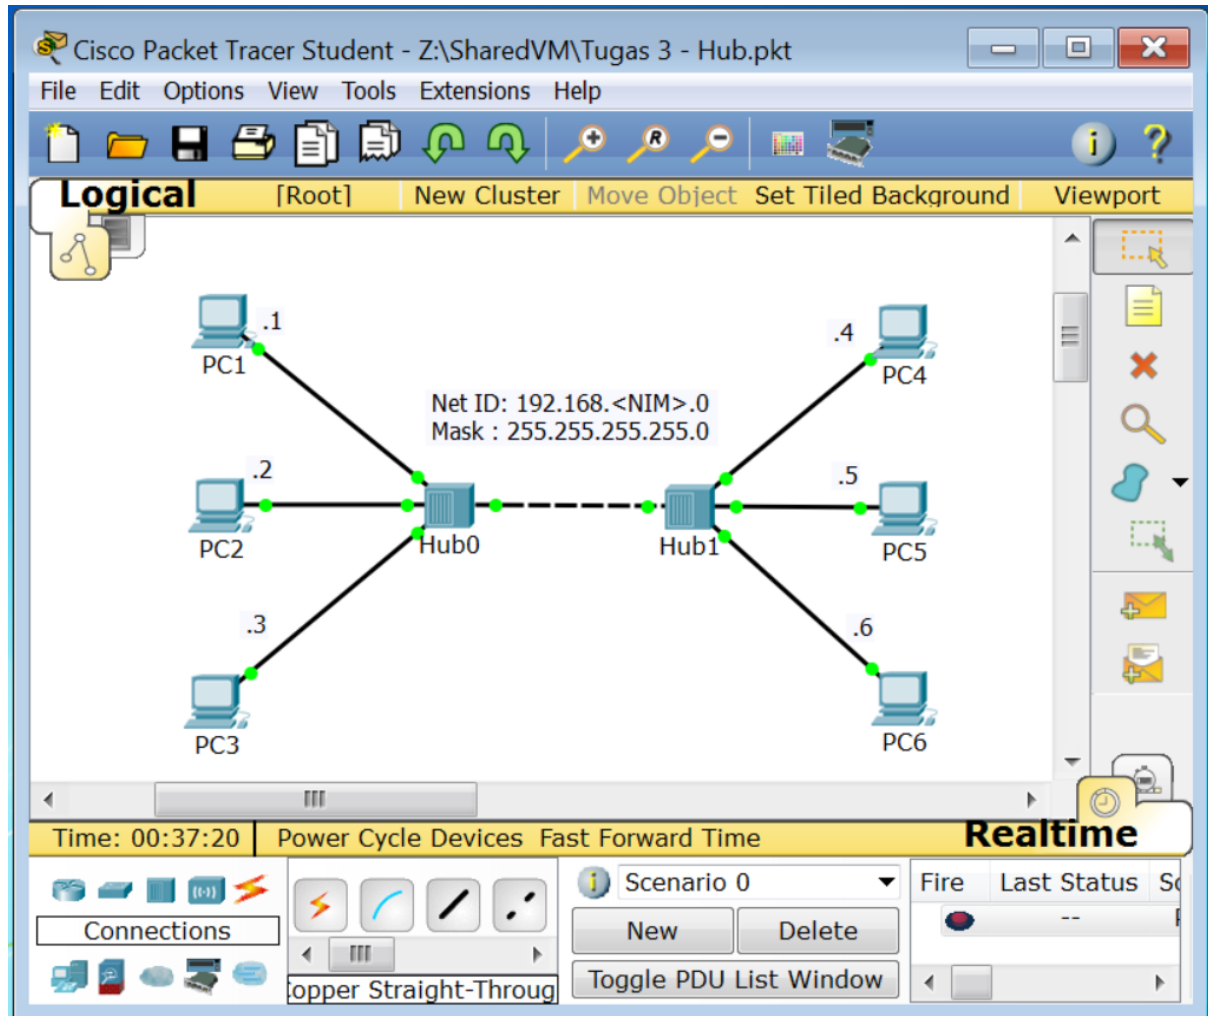 Cisco Packet Tracer Student - Z:\SharedVM\Tugas 3 - Hub.pkt
File Edit Options View Tools Extensions Help
Logical [Root] New Cluster Move Object Set Tiled Background Viewport
.1
PC1
.4
PC4
Net ID: 192.168.<NIM>.0
Mask : 255.255.255.255.0
.2
PC2
Hub0
Hub1
.5
PC5
.3
PC3
.6
PC6
Time: 00:37:20 Power Cycle Devices Fast Forward Time Realtime
Connections
Scenario 0
New Delete
Toggle PDU List Window
Fire Last Status
--
Straight-Throug